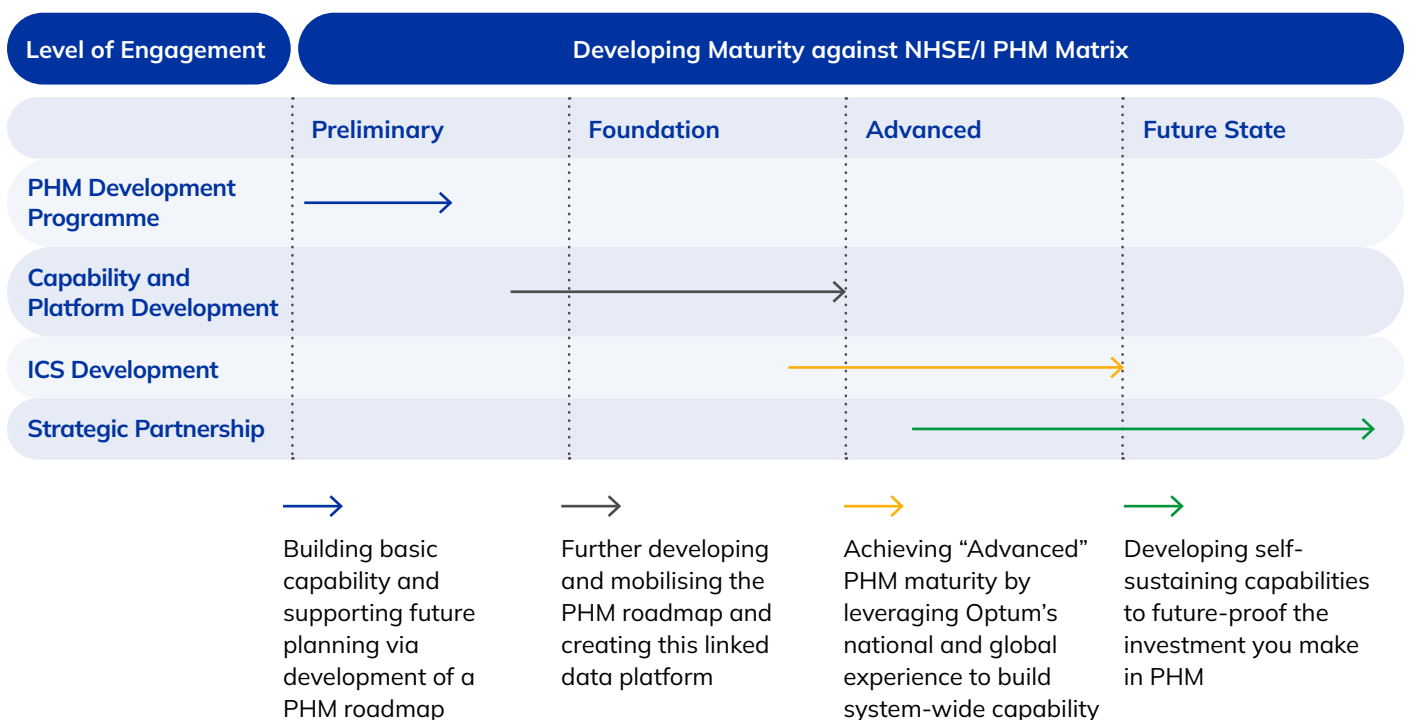 Level of Engagement
Developing Maturity against NHSE/I PHM Matrix
Preliminary
Foundation
Advanced
Future State
PHM Development
Programme
Capability and
Platform Development
ICS Development
Strategic Partnership
Building basic
capability and
supporting future
planning via
development of a
PHM roadmap
Further developing
and mobilising the
PHM roadmap and
creating this linked
data platform
Achieving “Advanced”
PHM maturity by
leveraging Optum’s
national and global
experience to build
system-wide capability
Developing self-
sustaining capabilities
to future-proof the
investment you make
in PHM